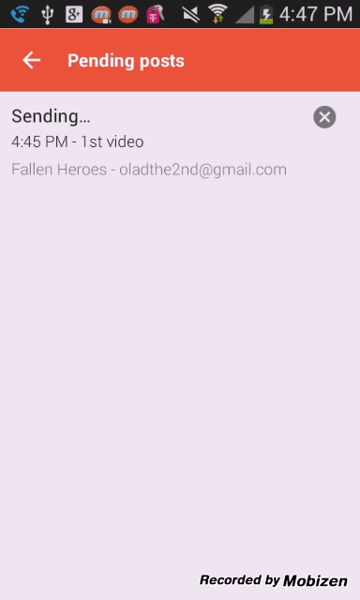 4:47 PM
Pending posts
Sending...
4:45 PM - 1st video
Fallen Heroes - oladthe2nd@gmail.com
Recorded by Mobizen